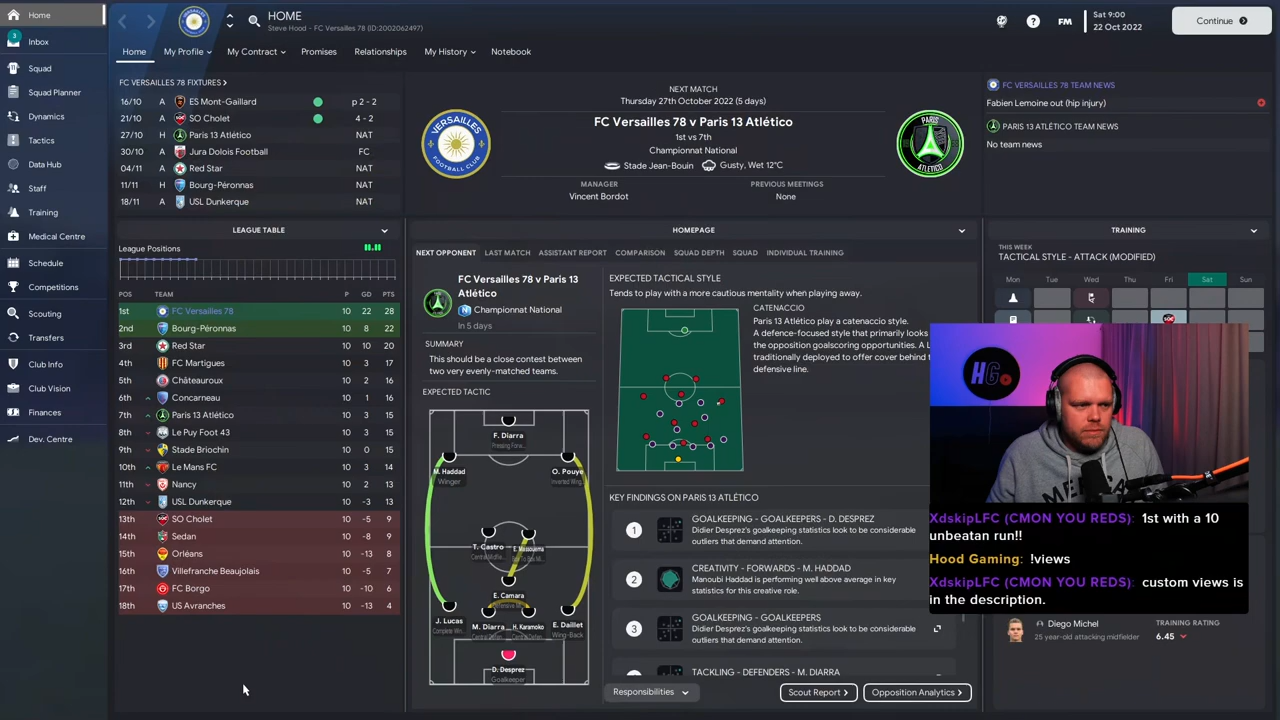 Home
Inbox
3
Squad
Squad Planner
Dynamics
Tactics
Data Hub
Staff
Training
Medical Centre
Schedule
Competitions
Scouting
Transfers
Club Info
Club Vision
Finances
Dev. Centre
HOME
Steve Hood - FC Versailles 78 (ID:2002062497)
FM
Sat 9:00
22 Oct 2022
Continue
Home
My Profile
My Contract
Promises
Relationships
My History
Notebook
FC VERSAILLES 78 FIXTURES
16/10 A ES Mont-Gaillard p 2 - 2
21/10 A SO Cholet 4 - 2
27/10 H Paris 13 Atlético NAT
30/10 A Jura Dolois Football FC
04/11 A Red Star NAT
11/11 H Bourg-Péronnas NAT
18/11 A USL Dunkerque NAT
NEXT MATCH
Thursday 27th October 2022 (5 days)
FC Versailles 78 v Paris 13 Atlético
1st vs 7th
Championnat National
Stade Jean-Bouin Gusty, Wet 12°C
MANAGER
Vincent Bordot
PREVIOUS MEETINGS
None
FC VERSAILLES 78 TEAM NEWS
Fabien Lemoine out (hip injury)
PARIS 13 ATLÉTICO TEAM NEWS
No team news
LEAGUE TABLE
League Positions
POS TEAM P GD PTS
1st FC Versailles 78 10 22 28
2nd Bourg-Péronnas 10 8 22
3rd Red Star 10 10 20
4th FC Martigues 10 3 17
5th Châteauroux 10 2 16
6th Concarneau 10 1 16
7th Paris 13 Atlético 10 3 15
8th Le Puy Foot 43 10 3 15
9th Stade Briochin 10 0 15
10th Le Mans FC 10 3 14
11th Nancy 10 2 13
12th USL Dunkerque 10 -3 13
13th SO Cholet 10 -5 9
14th Sedan 10 -8 9
15th Orléans 10 -13 8
16th Villefranche Beaujolais 10 -5 7
17th FC Borgo 10 -10 6
18th US Avranches 10 -13 4
HOMEPAGE
NEXT OPPONENT
LAST MATCH
ASSISTANT REPORT
COMPARISON
SQUAD DEPTH
SQUAD
INDIVIDUAL TRAINING
FC Versailles 78 v Paris 13
Atlético
Championnat National
In 5 days
SUMMARY
This should be a close contest between
two very evenly-matched teams.
EXPECTED TACTIC
F. Diarra
M. Haddad
Winger
O. Pouye
T. Castro
E. Massouema
E. Camara
J. Lucas
M. Diarra
H. Karamoko
E. Daillet
Wing-Back
D. Desprez
Goalkeeper
EXPECTED TACTICAL STYLE
Tends to play with a more cautious mentality when playing away.
CATENACCIO
Paris 13 Atlético play a catenaccio style.
A defence-focused style that primarily looks
the opposition goalscoring opportunities. A L
traditionally deployed to offer cover behind t
defensive line.
KEY FINDINGS ON PARIS 13 ATLÉTICO
1
GOALKEEPING - GOALKEEPERS - D. DESPREZ
Didier Desprez's goalkeeping statistics look to be considerable
outliers that demand attention.
2
CREATIVITY - FORWARDS - M. HADDAD
Manoubi Haddad is performing well above average in key
statistics for this creative role.
3
GOALKEEPING - GOALKEEPERS
Didier Desprez's goalkeeping statistics look to be considerable
outliers that demand attention.
TACKLING - DEFENDERS - M. DIARRA
Responsibilities
Scout Report
Opposition Analytics
TRAINING
THIS WEEK
TACTICAL STYLE - ATTACK (MODIFIED)
Mon Tue Wed Thu Fri Sat Sun
HG
XdskipLFC (CMON YOU REDS): 1st with a 10
unbeatan run!!
Hood Gaming: !views
XdskipLFC (CMON YOU REDS): custom views is
in the description.
Diego Michel
25 year-old attacking midfielder
TRAINING RATING
6.45